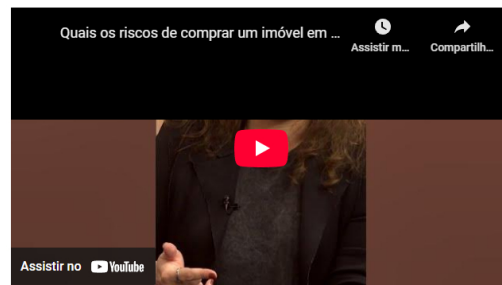 Quais os riscos de comprar um imóvel em ...
Assistir m...
Compartilh...
Assistir no YouTube